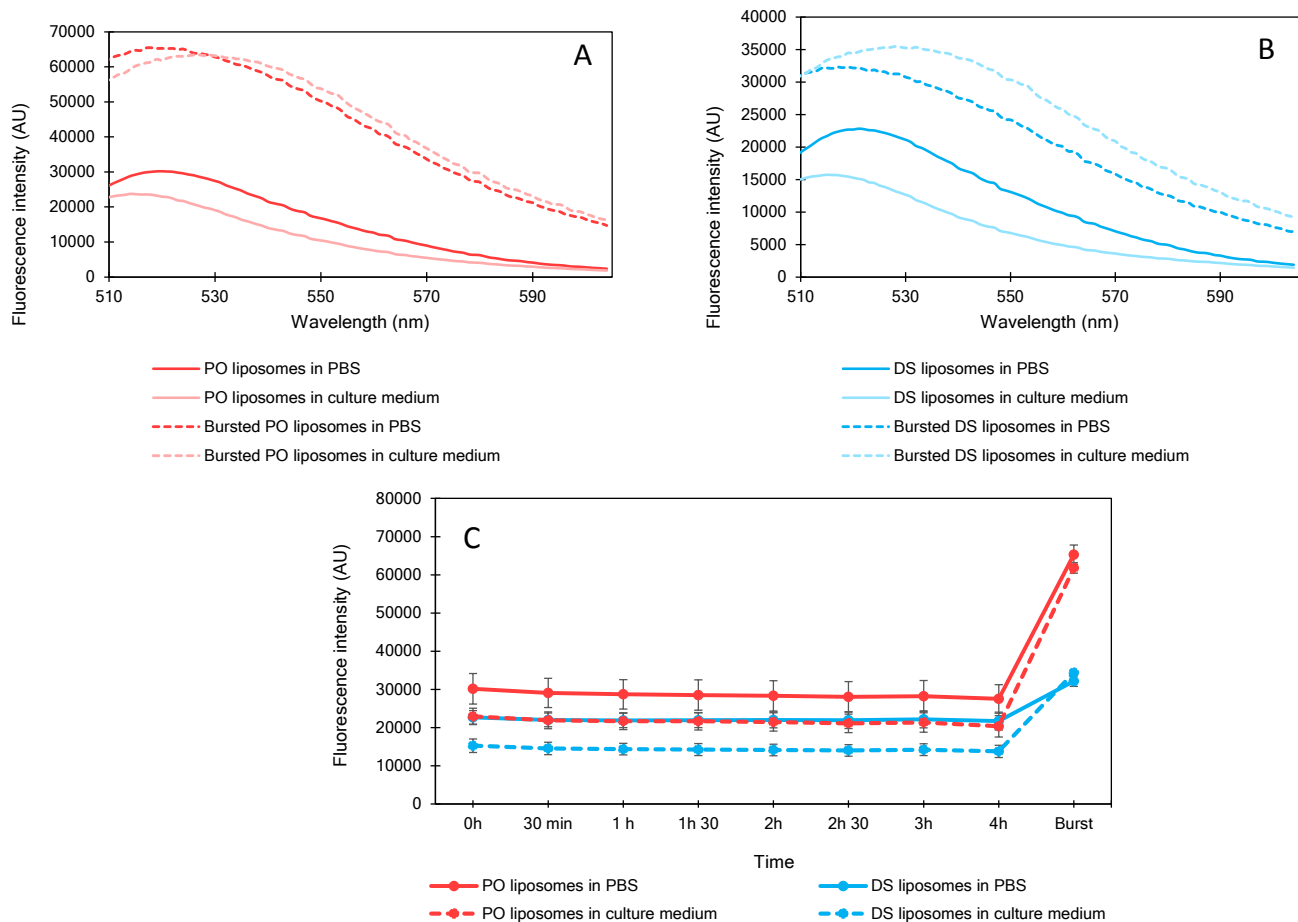 A
70000
60000
50000
40000
30000
20000
10000
0
510 530 550 570 590
Fluorescence intensity (AU)
Wavelength (nm)
PO liposomes in PBS
PO liposomes in culture medium
Bursted PO liposomes in PBS
Bursted PO liposomes in culture medium
B
40000
35000
30000
25000
20000
15000
10000
5000
0
510 530 550 570 590
Fluorescence intensity (AU)
Wavelength (nm)
DS liposomes in PBS
DS liposomes in culture medium
Bursted DS liposomes in PBS
Bursted DS liposomes in culture medium
C
80000
70000
60000
50000
40000
30000
20000
10000
0
Fluorescence intensity (AU)
0h 30 min 1 h 1h 30 2h 2h 30 3h 4h Burst
Time
PO liposomes in PBS DS liposomes in PBS
PO liposomes in culture medium DS liposomes in culture medium